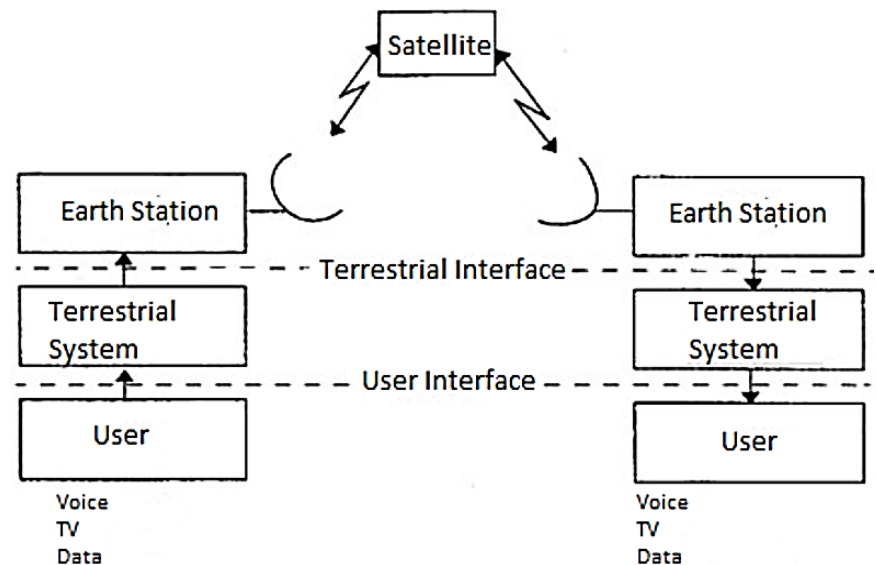 Satellite
Earth Station
Earth Station
Terrestrial Interface
Terrestrial
System
Terrestrial
System
User Interface
User
User
Voice
TV
Data
Voice
TV
Data